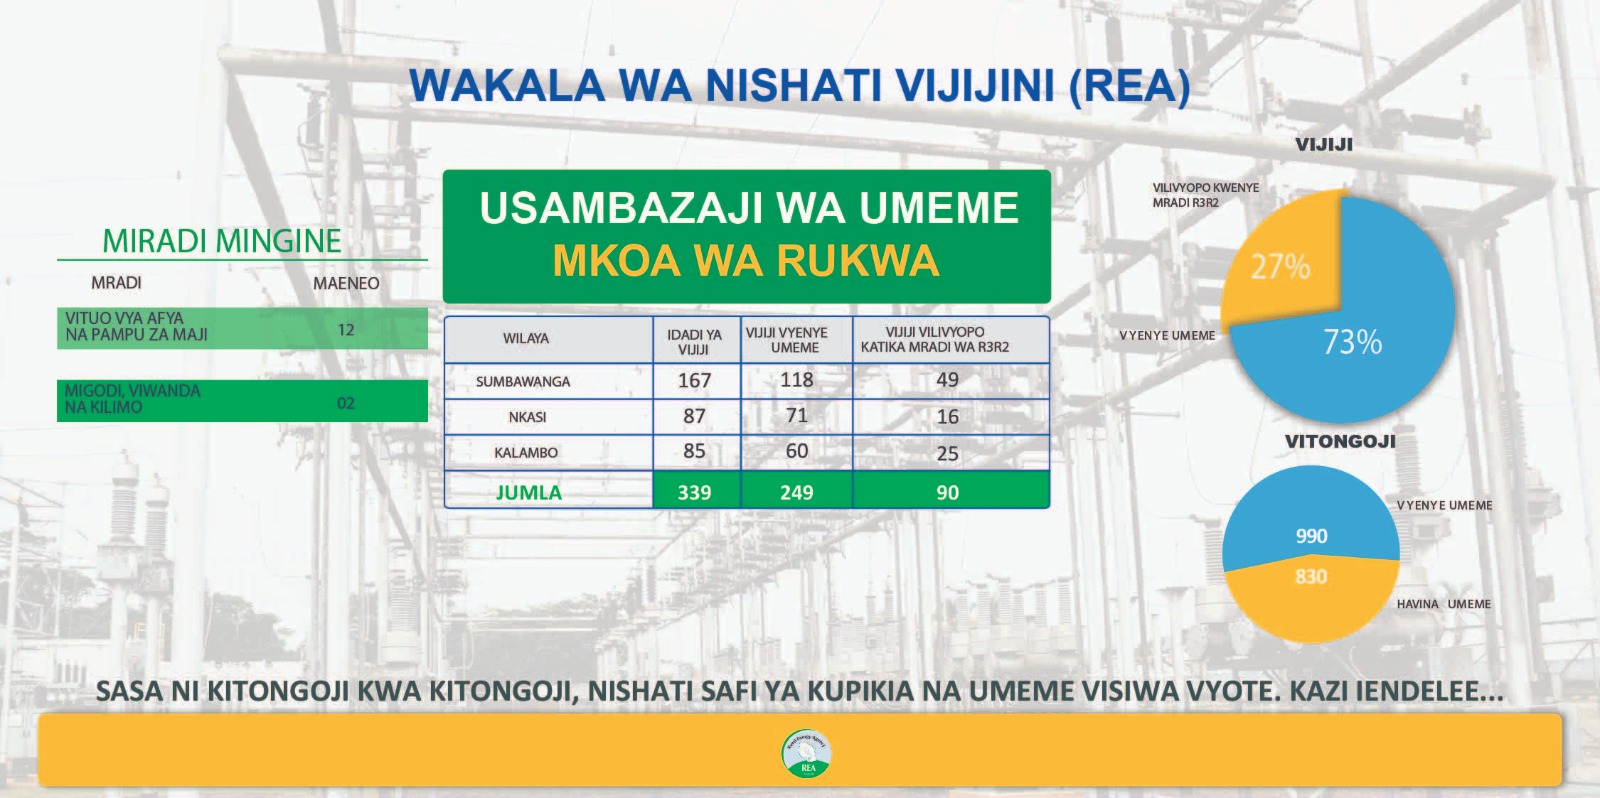 WAKALA WA NISHATI VIJIJINI (REA)
USAMBAZAJI WA UMEME
MKOA WA RUKWA
MIRADI MINGINE
MRADI MAENEO
VITUO VYA AFYA
NA PAMPU ZA MAJI 12
MIGODI, VIWANDA
NA KILIMO 02
WILAYA IDADI YA VIJIJI VIJIJI VYENYE UMEME VIJIJI VILIVYOPO KATIKA MRADI WA R3R2
SUMBAWANGA 167 118 49
NKASI 87 71 16
KALAMBO 85 60 25
JUMLA 339 249 90
VIJIJI
VILIVYOPO KWENYE
MRADI R3R2
27%
VYENYE UMEME
73%
VITONGOJI
VYENYE UMEME
990
830
HAVINA UMEME
SASA NI KITONGOJI KWA KITONGOJI, NISHATI SAFI YA KUPIKIA NA UMEME VISIWA VYOTE. KAZI IENDELEE...
Rural Energy Agency
REA